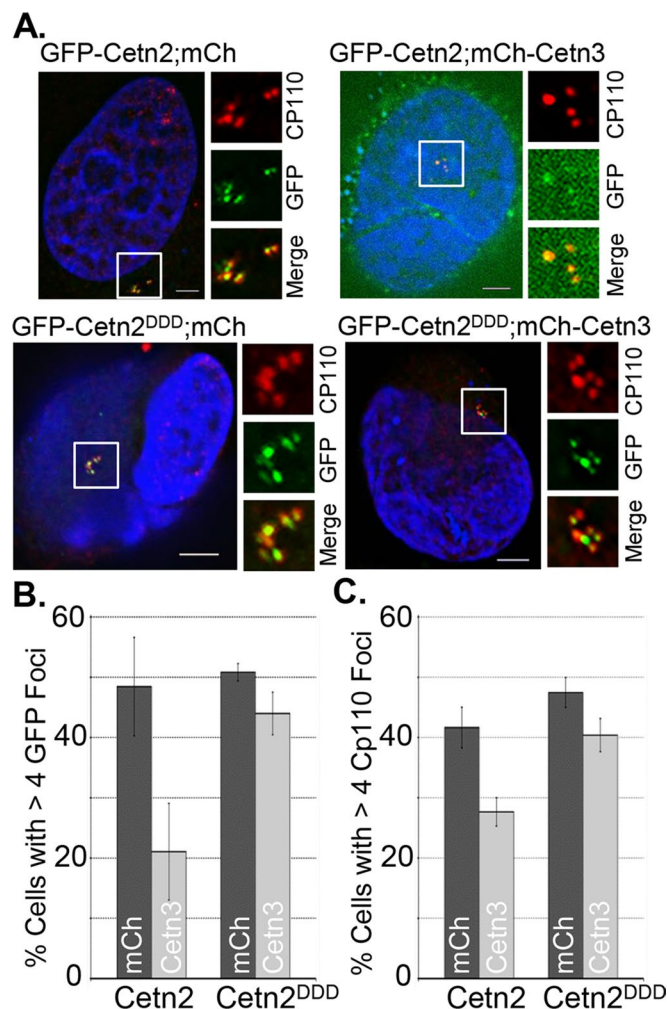 A.
GFP-Cetn2;mCh
GFP-Cetn2;mCh-Cetn3
CP110
GFP
Merge
CP110
GFP
Merge
GFP-Cetn2DDD;mCh
GFP-Cetn2DDD;mCh-Cetn3
CP110
GFP
Merge
CP110
GFP
Merge
B.
% Cells with > 4 GFP Foci
60
40
20
0
mCh
Cetn3
mCh
Cetn3
Cetn2
Cetn2DDD
C.
% Cells with > 4 Cp110 Foci
60
40
20
0
mCh
Cetn3
mCh
Cetn3
Cetn2
Cetn2DDD